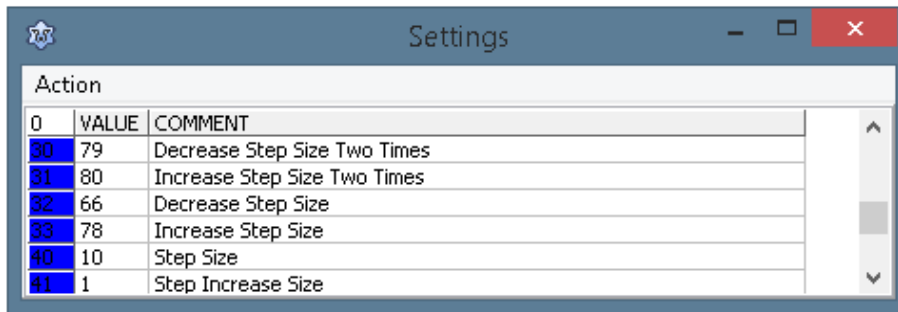 Settings
Action
0 VALUE COMMENT
30 79 Decrease Step Size Two Times
31 80 Increase Step Size Two Times
32 66 Decrease Step Size
33 78 Increase Step Size
40 10 Step Size
41 1 Step Increase Size